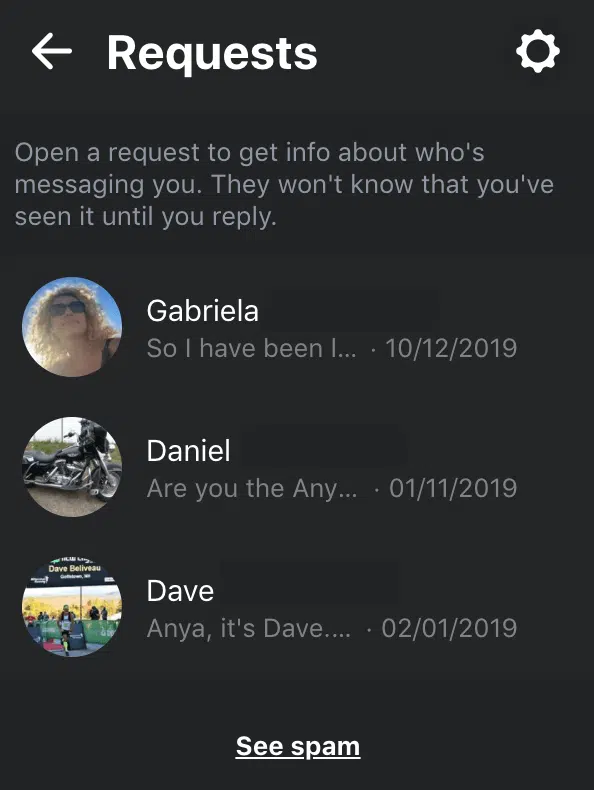 Requests
Open a request to get info about who's
messaging you. They won't know that you've
seen it until you reply.
Gabriela
So I have been l... · 10/12/2019
Daniel
Are you the Any... · 01/11/2019
Dave Beliveau
Goffstown, NH
Dave
Anya, it's Dave.... · 02/01/2019
See spam